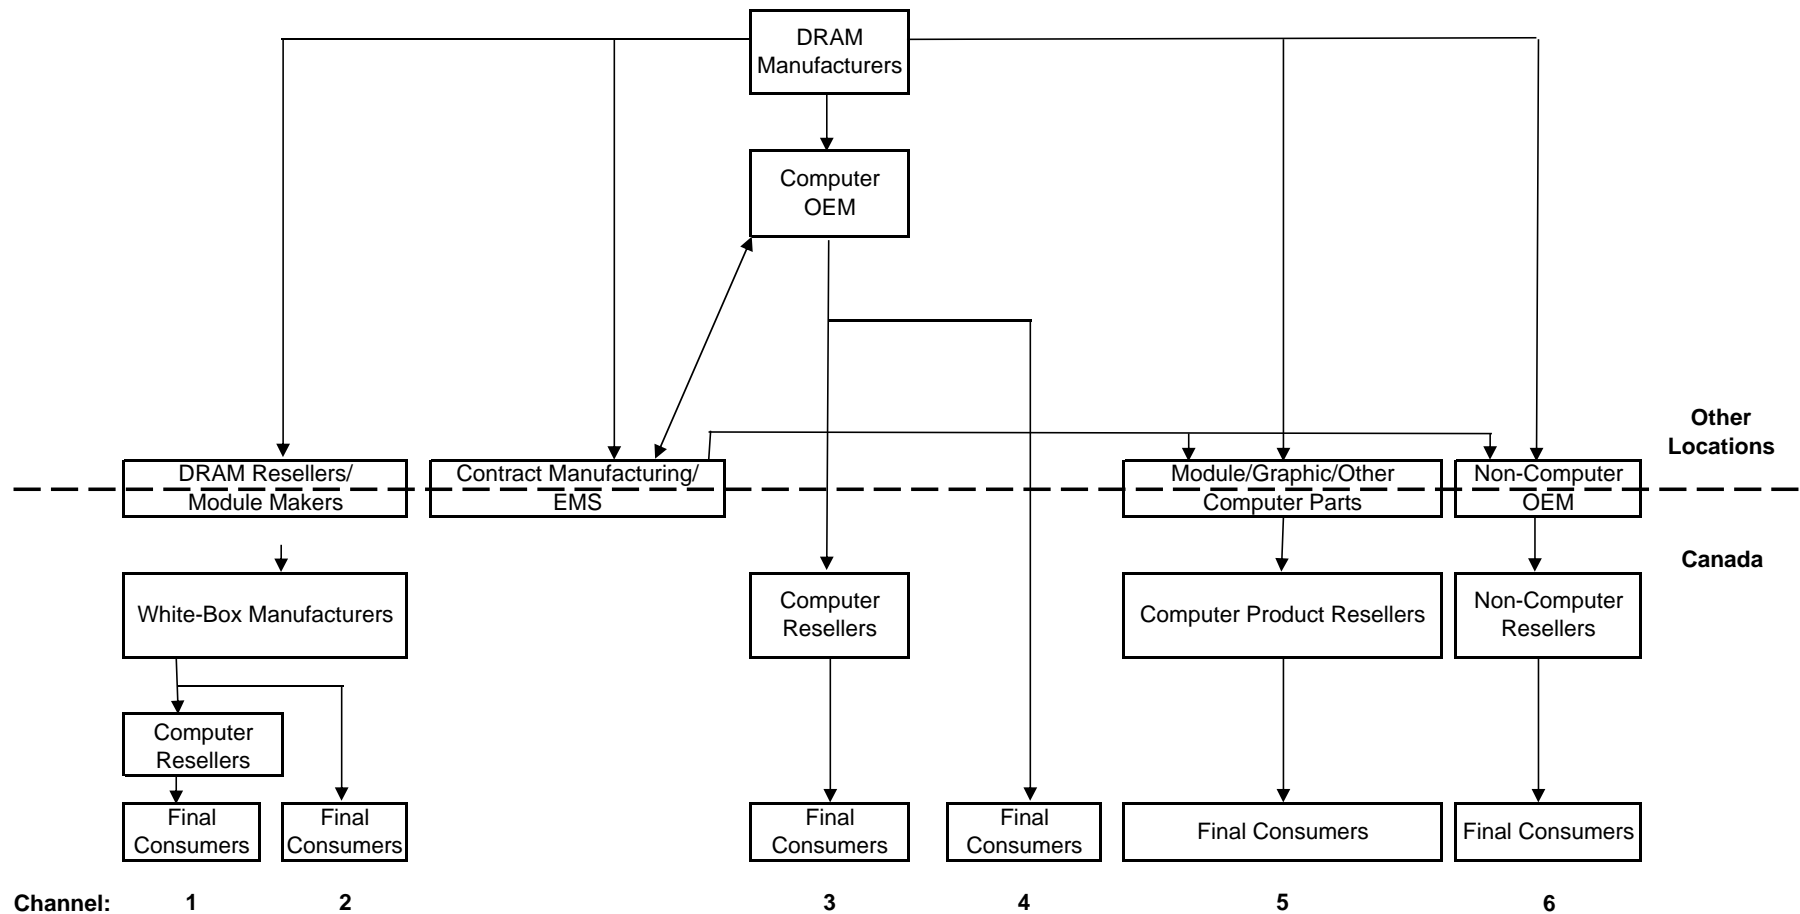 DRAM
Manufacturers
Computer
OEM
Other
Locations
DRAM Resellers/
Module Makers
Contract Manufacturing/
EMS
Module/Graphic/Other
Computer Parts
Non-Computer
OEM
Canada
White-Box Manufacturers
Computer
Resellers
Computer Product Resellers
Non-Computer
Resellers
Computer
Resellers
Final
Consumers
Final
Consumers
Final
Consumers
Final
Consumers
Final Consumers
Final Consumers
Channel: 1 2 3 4 5 6